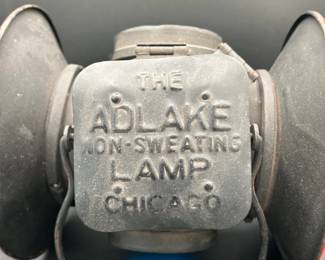 THE
ADLAKE
NON-SWEATING
LAMP
CHICAGO